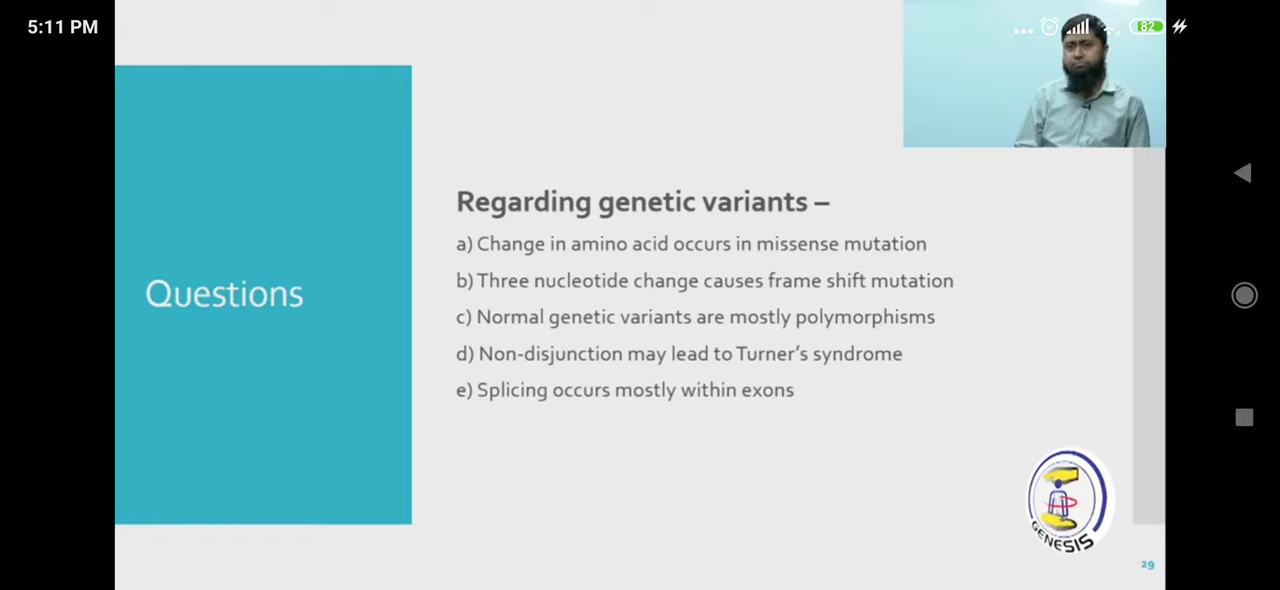 5:11 PM
82
Regarding genetic variants –
a) Change in amino acid occurs in missense mutation
b) Three nucleotide change causes frame shift mutation
Questions
c) Normal genetic variants are mostly polymorphisms
d) Non-disjunction may lead to Turner's syndrome
e) Splicing occurs mostly within exons
GENESIS
29